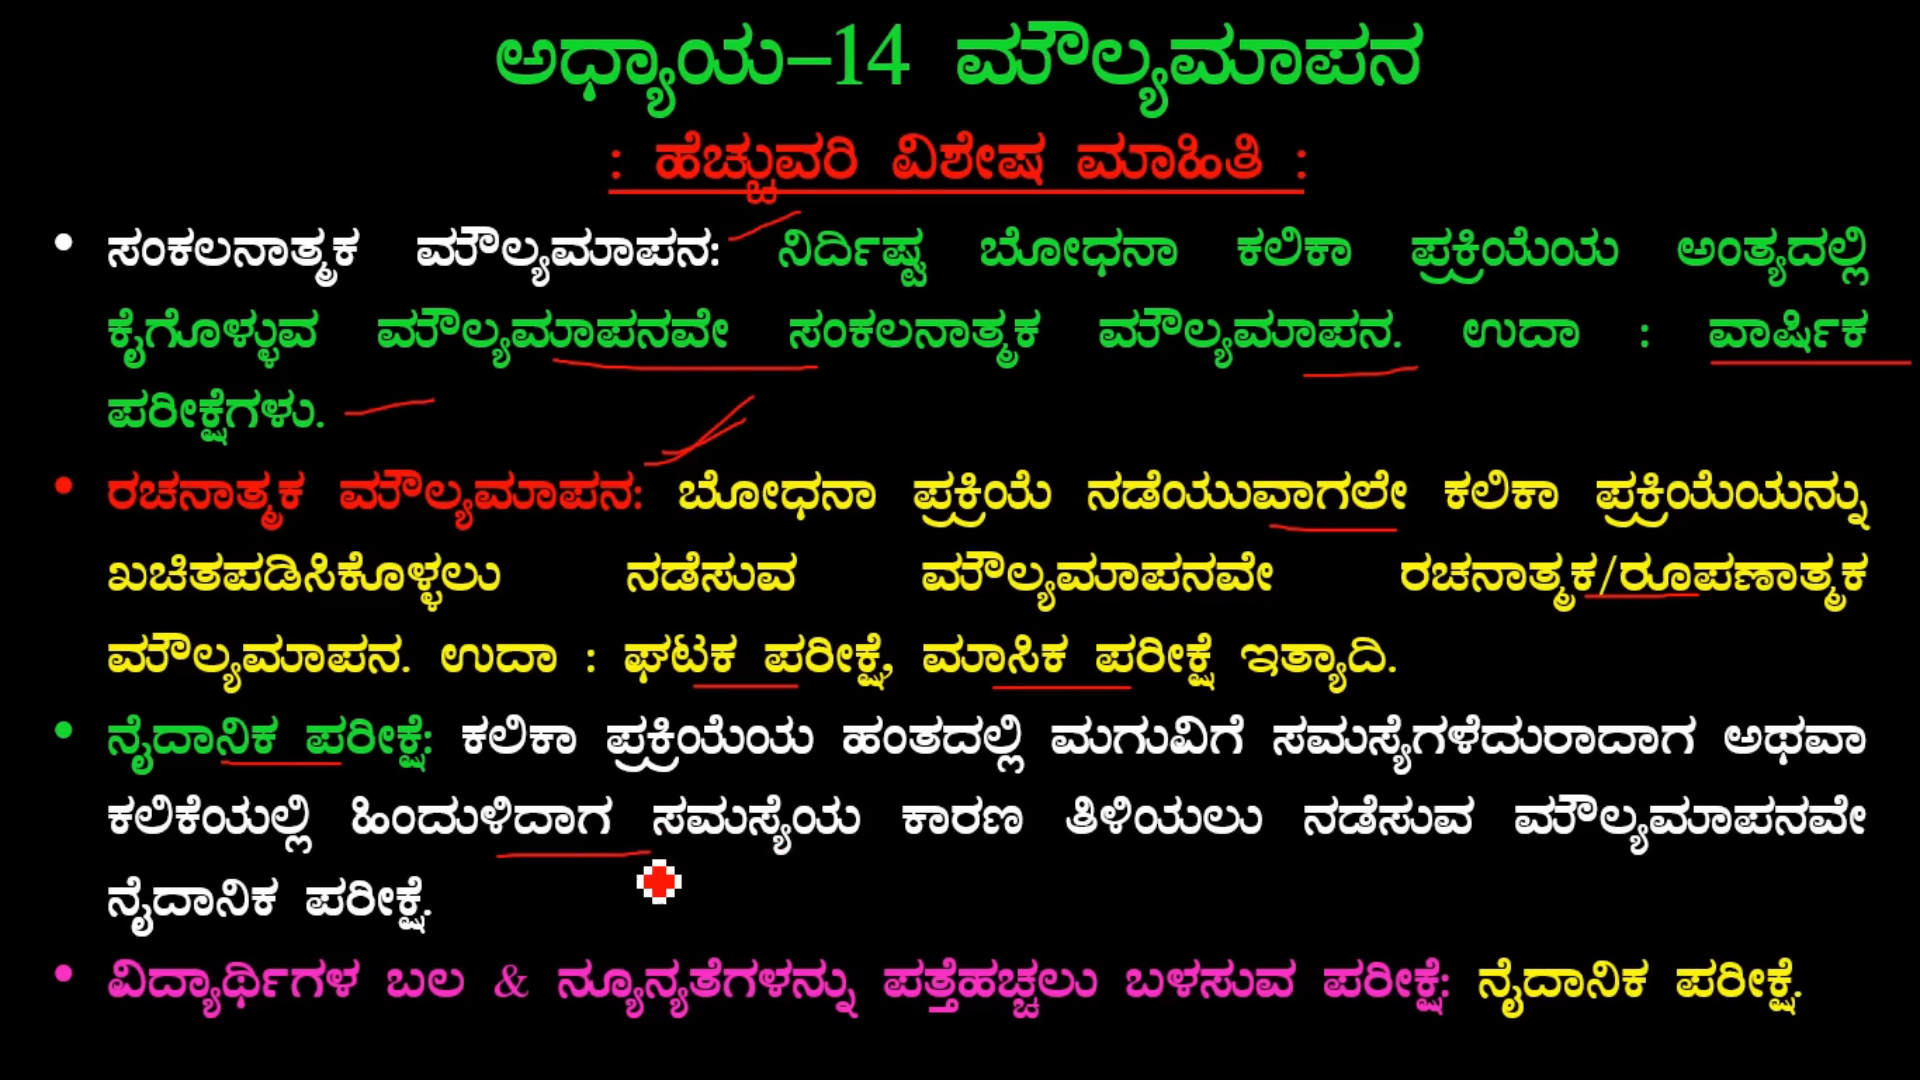 ಅಧ್ಯಾಯ–14 ಮೌಲ್ಯಮಾಪನ
: ಹೆಚ್ಚುವರಿ ವಿಶೇಷ ಮಾಹಿತಿ :
• ಸಂಕಲನಾತ್ಮಕ ಮೌಲ್ಯಮಾಪನ: ನಿರ್ದಿಷ್ಟ ಬೋಧನಾ ಕಲಿಕಾ ಪ್ರಕ್ರಿಯೆಯ ಅಂತ್ಯದಲ್ಲಿ
ಕೈಗೊಳ್ಳುವ ಮೌಲ್ಯಮಾಪನವೇ ಸಂಕಲನಾತ್ಮಕ ಮೌಲ್ಯಮಾಪನ. ಉದಾ : ವಾರ್ಷಿಕ
ಪರೀಕ್ಷೆಗಳು.
• ರಚನಾತ್ಮಕ ಮೌಲ್ಯಮಾಪನ: ಬೋಧನಾ ಪ್ರಕ್ರಿಯೆ ನಡೆಯುವಾಗಲೇ ಕಲಿಕಾ ಪ್ರಕ್ರಿಯೆಯನ್ನು
ಖಚಿತಪಡಿಸಿಕೊಳ್ಳಲು ನಡೆಸುವ ಮೌಲ್ಯಮಾಪನವೇ ರಚನಾತ್ಮಕ/ರೂಪಣಾತ್ಮಕ
ಮೌಲ್ಯಮಾಪನ. ಉದಾ : ಘಟಕ ಪರೀಕ್ಷೆ, ಮಾಸಿಕ ಪರೀಕ್ಷೆ ಇತ್ಯಾದಿ.
• ನೈದಾನಿಕ ಪರೀಕ್ಷೆ: ಕಲಿಕಾ ಪ್ರಕ್ರಿಯೆಯ ಹಂತದಲ್ಲಿ ಮಗುವಿಗೆ ಸಮಸ್ಯೆಗಳೆದುರಾದಾಗ ಅಥವಾ
ಕಲಿಕೆಯಲ್ಲಿ ಹಿಂದುಳಿದಾಗ ಸಮಸ್ಯೆಯ ಕಾರಣ ತಿಳಿಯಲು ನಡೆಸುವ ಮೌಲ್ಯಮಾಪನವೇ
ನೈದಾನಿಕ ಪರೀಕ್ಷೆ.
• ವಿದ್ಯಾರ್ಥಿಗಳ ಬಲ & ನ್ಯೂನ್ಯತೆಗಳನ್ನು ಪತ್ತೆಹಚ್ಚಲು ಬಳಸುವ ಪರೀಕ್ಷೆ: ನೈದಾನಿಕ ಪರೀಕ್ಷೆ.